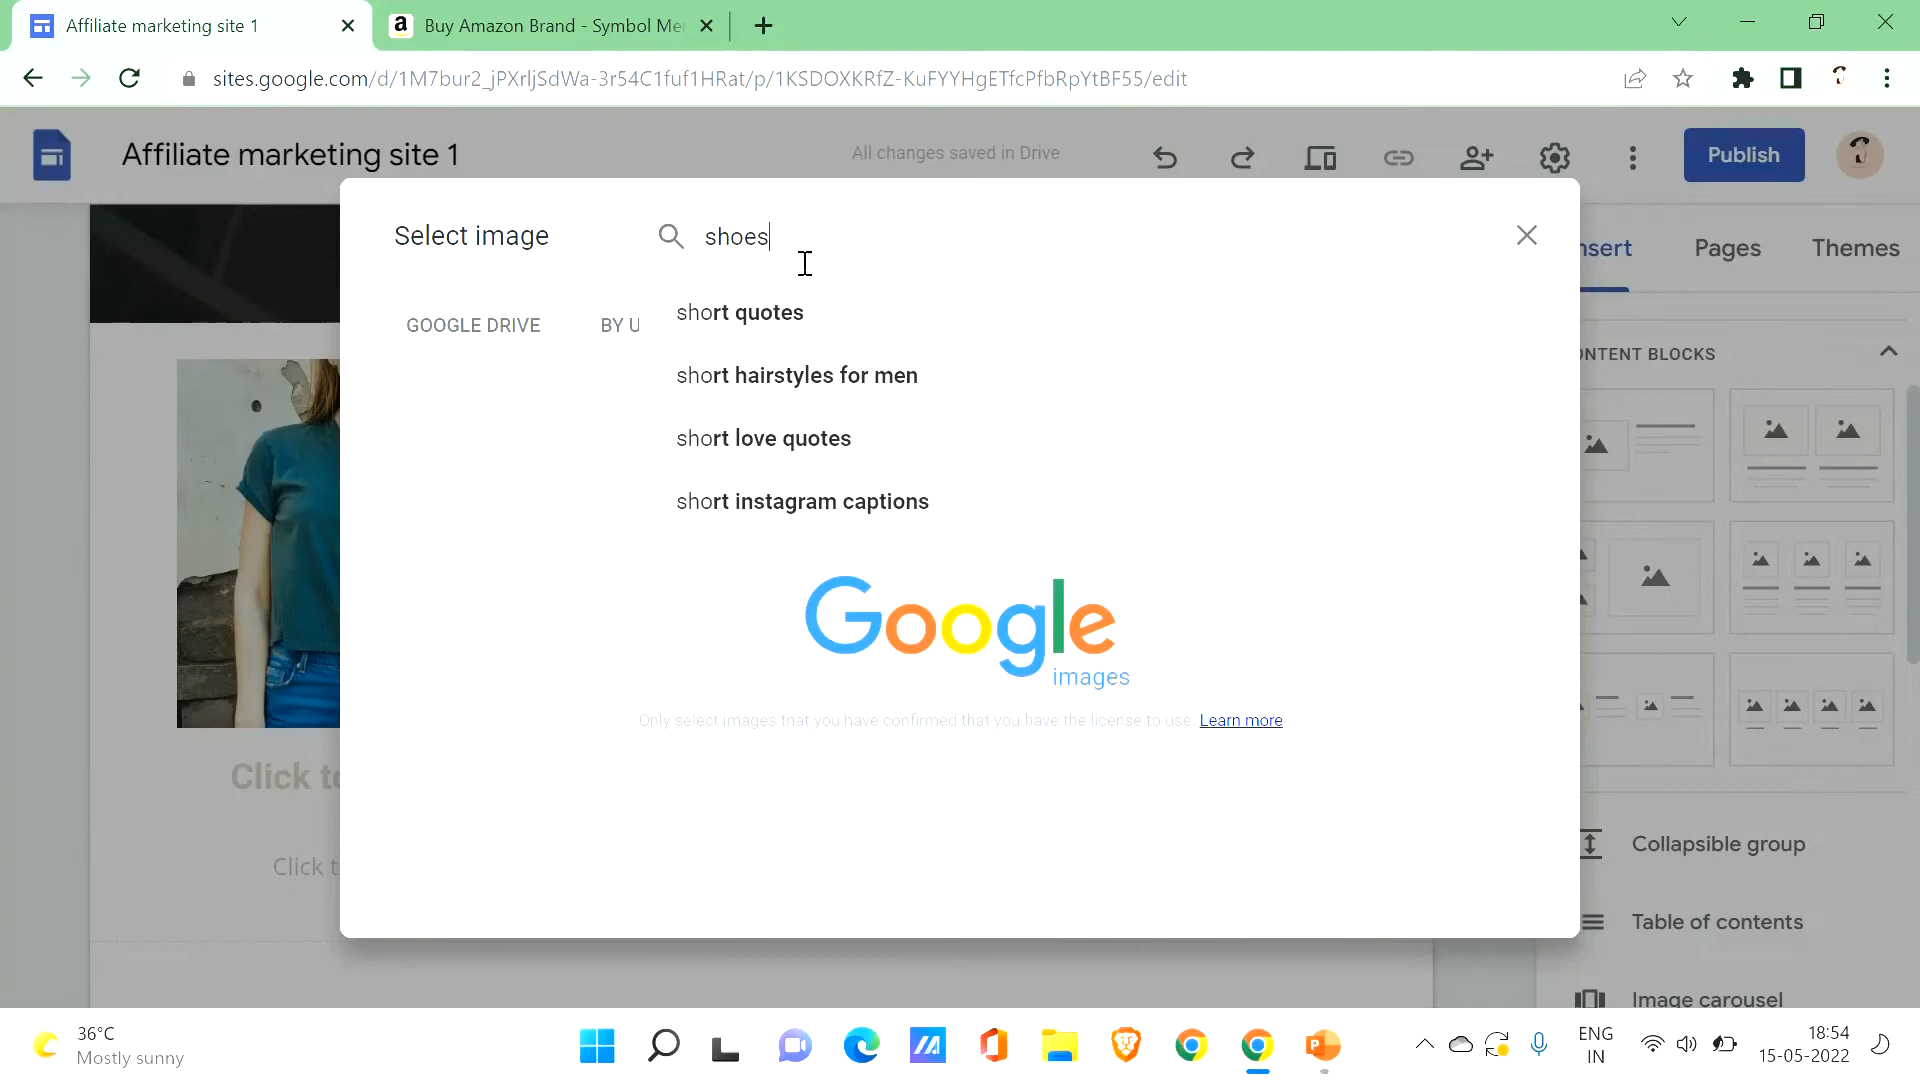 Affiliate marketing site 1
Buy Amazon Brand - Symbol Me
sites.google.com/d/1M7bur2_jPXrljSdWa-3r54C1fuf1HRat/p/1KSDOXKRfZ-KuFYYHgETfcPfbRpYtBF55/edit
Affiliate marketing site 1
All changes saved in Drive
Publish
Select image
shoes
nsert
Pages
Themes
GOOGLE DRIVE
BY U
short quotes
short hairstyles for men
short love quotes
short instagram captions
ONTENT BLOCKS
Google
images
Only select images that you have confirmed that you have the license to use. Learn more
Click to
Click t
Collapsible group
Table of contents
Image carousel
36°C
Mostly sunny
ENG
IN
18:54
15-05-2022